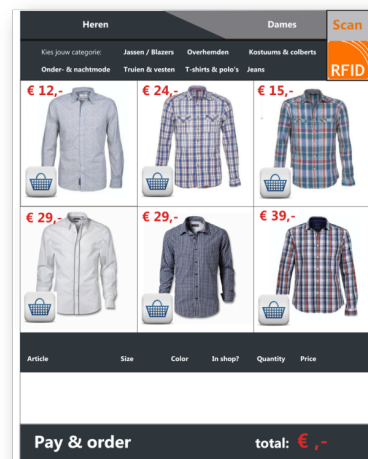 Heren Dames Scan
Kies jouw categorie: Jassen / Blazers Overhemden Kostuums & colberts
Onder- & nachtmode Truien & vesten T-shirts & polo's Jeans RFID
€ 12,- € 24,- € 15,-
€ 29,- € 29,- € 39,-
Article Size Color In shop? Quantity Price
Pay & order total: € ,-